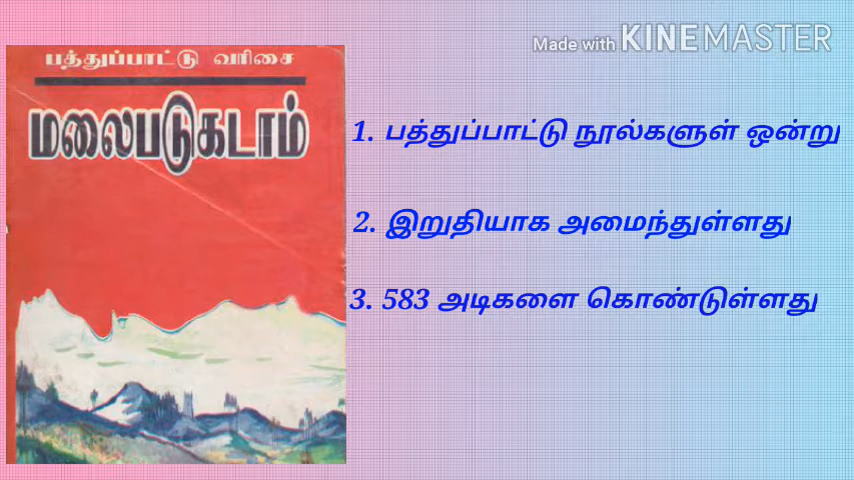 Made with KINEMASTER
பத்துப்பாட்டு வரிசை
மலைபடுகடாம்
1. பத்துப்பாட்டு நூல்களுள் ஒன்று
2. இறுதியாக அமைந்துள்ளது
3. 583 அடிகளை கொண்டுள்ளது